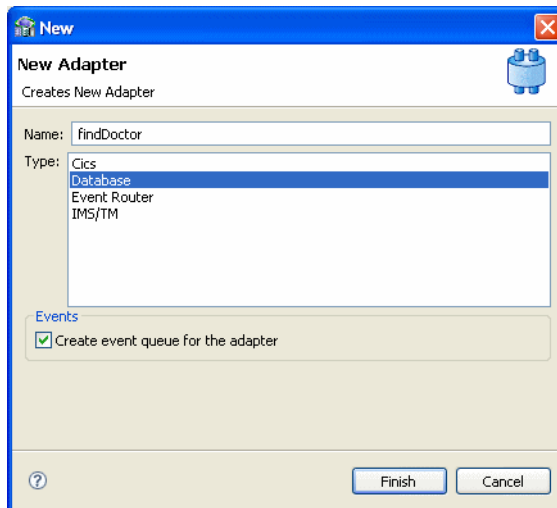 New
New Adapter
Creates New Adapter
Name: findDoctor
Type: Cics
Database
Event Router
IMS/TM
Events
Create event queue for the adapter
? Finish Cancel